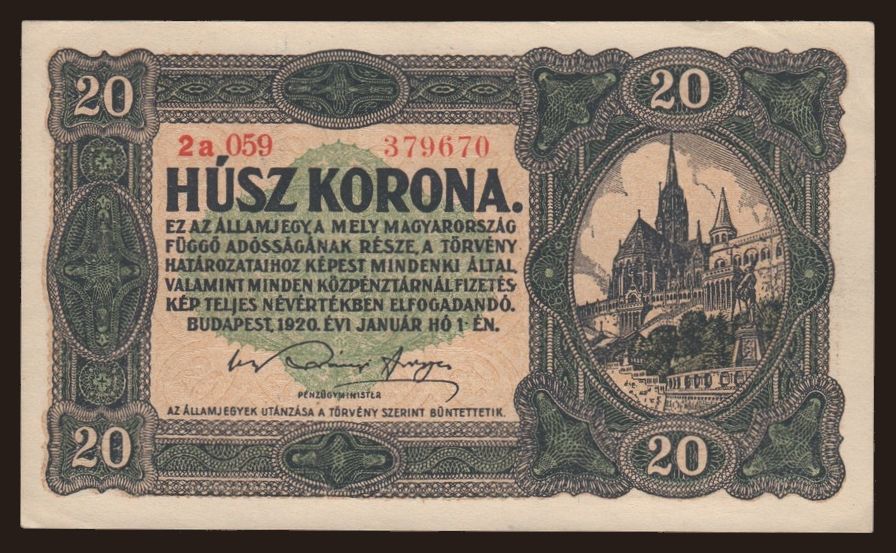 20
20
2a 059 379670
HÚSZ KORONA.
EZ AZ ÁLLAMJEGY, A MELY MAGYARORSZÁG
FÜGGŐ ADÓSSÁGÁNAK RÉSZE, A TÖRVÉNY
HATÁROZATAIHOZ KÉPEST MINDENKI ÁLTAL,
VALAMINT MINDEN KÖZPÉNZTÁRNÁL FIZETÉS-
KÉP TELJES NÉVÉRTÉKBEN ELFOGADANDÓ.
BUDAPEST, 1920. ÉVI JANUÁR HÓ 1-ÉN.
PÉNZÜGYMINISTER
AZ ÁLLAMJEGYEK UTÁNZÁSA A TÖRVÉNY SZERINT BÜNTETTETIK.
20
20